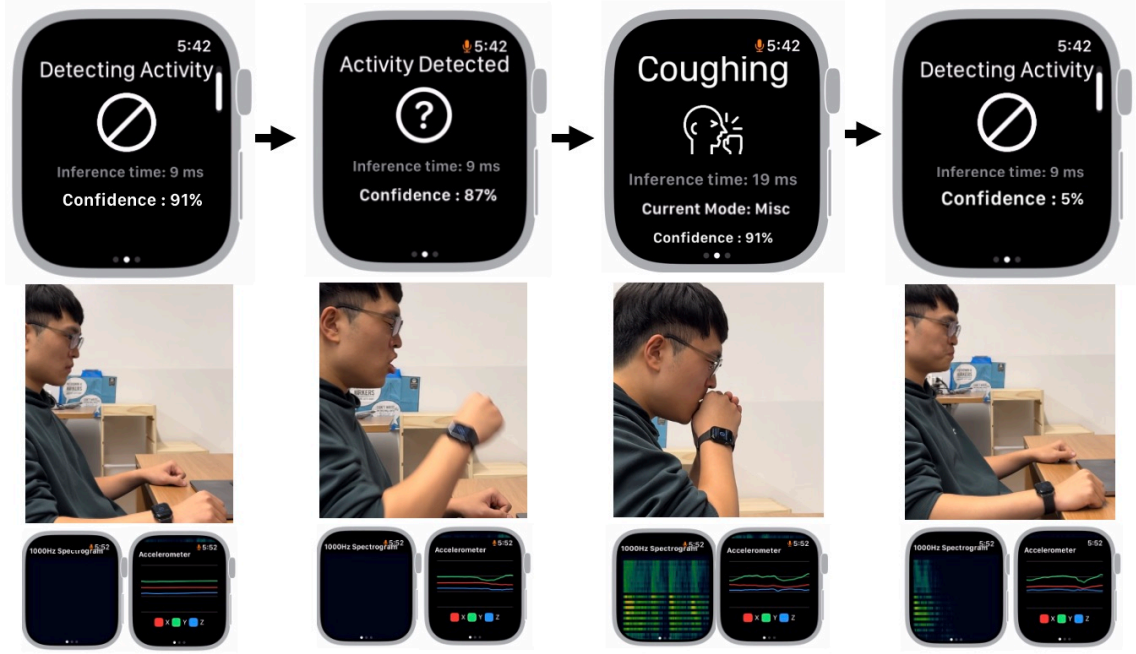 5:42
Detecting Activity
Inference time: 9 ms
Confidence : 91%
5:42
Activity Detected
?
Inference time: 9 ms
Confidence : 87%
5:42
Coughing
Inference time: 19 ms
Current Mode: Misc
Confidence : 91%
5:42
Detecting Activity
Inference time: 9 ms
Confidence : 5%
MARKERS
5:52
1000Hz Spectrogram
5:52
Accelerometer
X Y Z
5:52
1000Hz Spectrogram
5:52
Accelerometer
X Y Z
5:52
1000Hz Spectrogram
5:52
Accelerometer
X Y Z
5:52
1000Hz Spectrogram
5:52
Accelerometer
X Y Z